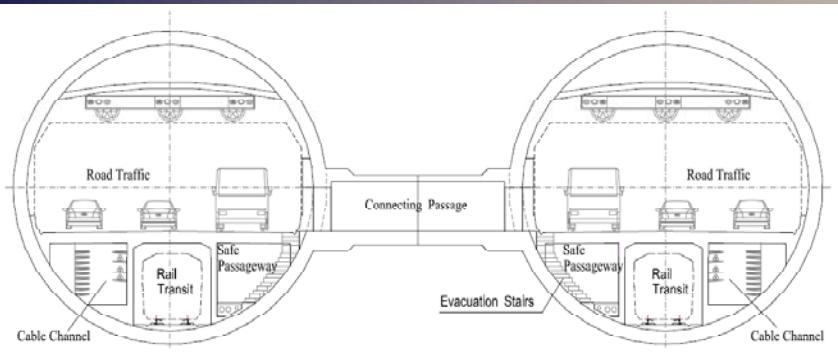 Road Traffic
Road Traffic
Connecting Passage
Safe
Passageway
Safe
Passageway
Rail
Transit
Rail
Transit
Evacuation Stairs
Cable Channel
Cable Channel